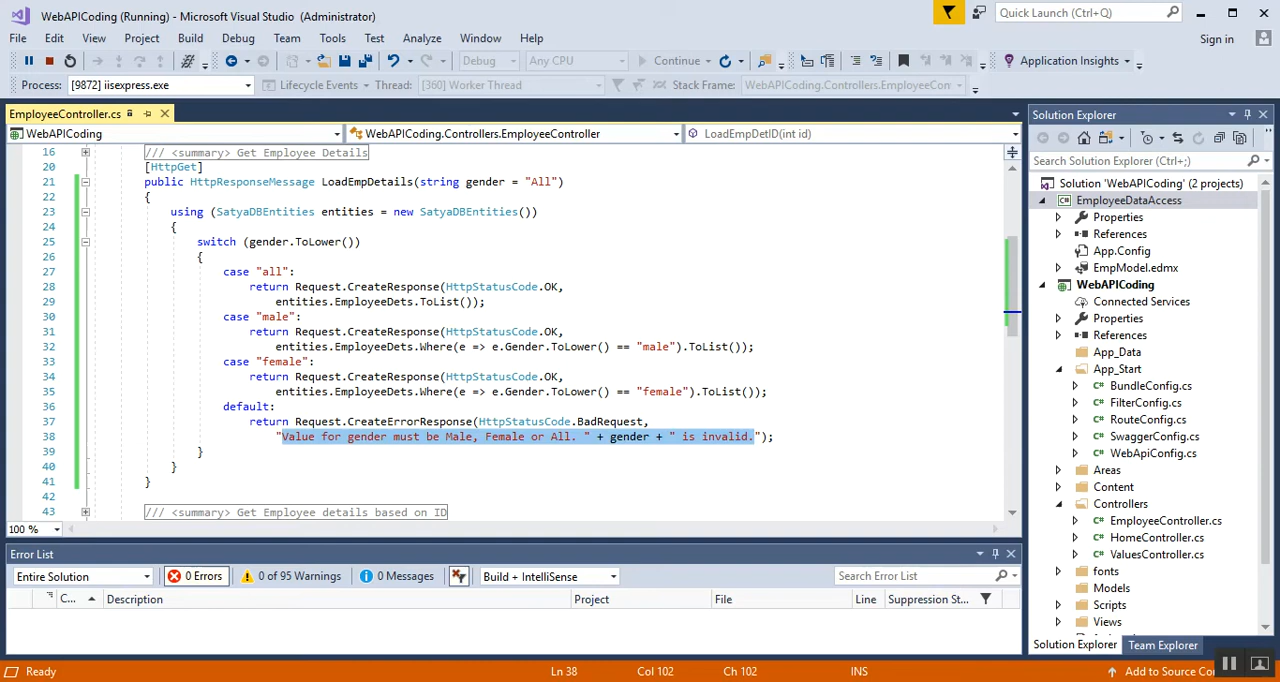 WebAPICoding (Running) - Microsoft Visual Studio (Administrator)
Quick Launch (Ctrl+Q)
File Edit View Project Build Debug Team Tools Test Analyze Window Help
Sign in
Debug Any CPU Continue Application Insights
Process: [9872] iisexpress.exe Lifecycle Events Thread: [360] Worker Thread Stack Frame: WebAPICoding.Controllers.EmployeeCon
EmployeeController.cs
WebAPICoding WebAPICoding.Controllers.EmployeeController LoadEmpDetID(int id)
16 /// <summary> Get Employee Details
20 [HttpGet]
21 public HttpResponseMessage LoadEmpDetails(string gender = "All")
22 {
23 using (SatyaDBEntities entities = new SatyaDBEntities())
24 {
25 switch (gender.ToLower())
26 {
27 case "all":
28 return Request.CreateResponse(HttpStatusCode.OK,
29 entities.EmployeeDets.ToList());
30 case "male":
31 return Request.CreateResponse(HttpStatusCode.OK,
32 entities.EmployeeDets.Where(e => e.Gender.ToLower() == "male").ToList());
33 case "female":
34 return Request.CreateResponse(HttpStatusCode.OK,
35 entities.EmployeeDets.Where(e => e.Gender.ToLower() == "female").ToList());
36 default:
37 return Request.CreateErrorResponse(HttpStatusCode.BadRequest,
38 "Value for gender must be Male, Female or All. " + gender + " is invalid.");
39 }
40 }
41 }
42
43 /// <summary> Get Employee details based on ID
100 %
Error List
Entire Solution 0 Errors 0 of 95 Warnings 0 Messages Build + IntelliSense Search Error List
C... Description Project File Line Suppression St...
Solution Explorer
Search Solution Explorer (Ctrl+;)
Solution 'WebAPICoding' (2 projects)
EmployeeDataAccess
Properties
References
App.Config
EmpModel.edmx
WebAPICoding
Connected Services
Properties
References
App_Data
App_Start
BundleConfig.cs
FilterConfig.cs
RouteConfig.cs
SwaggerConfig.cs
WebApiConfig.cs
Areas
Content
Controllers
EmployeeController.cs
HomeController.cs
ValuesController.cs
fonts
Models
Scripts
Views
Solution Explorer Team Explorer
Ready Ln 38 Col 102 Ch 102 INS Add to Source Co